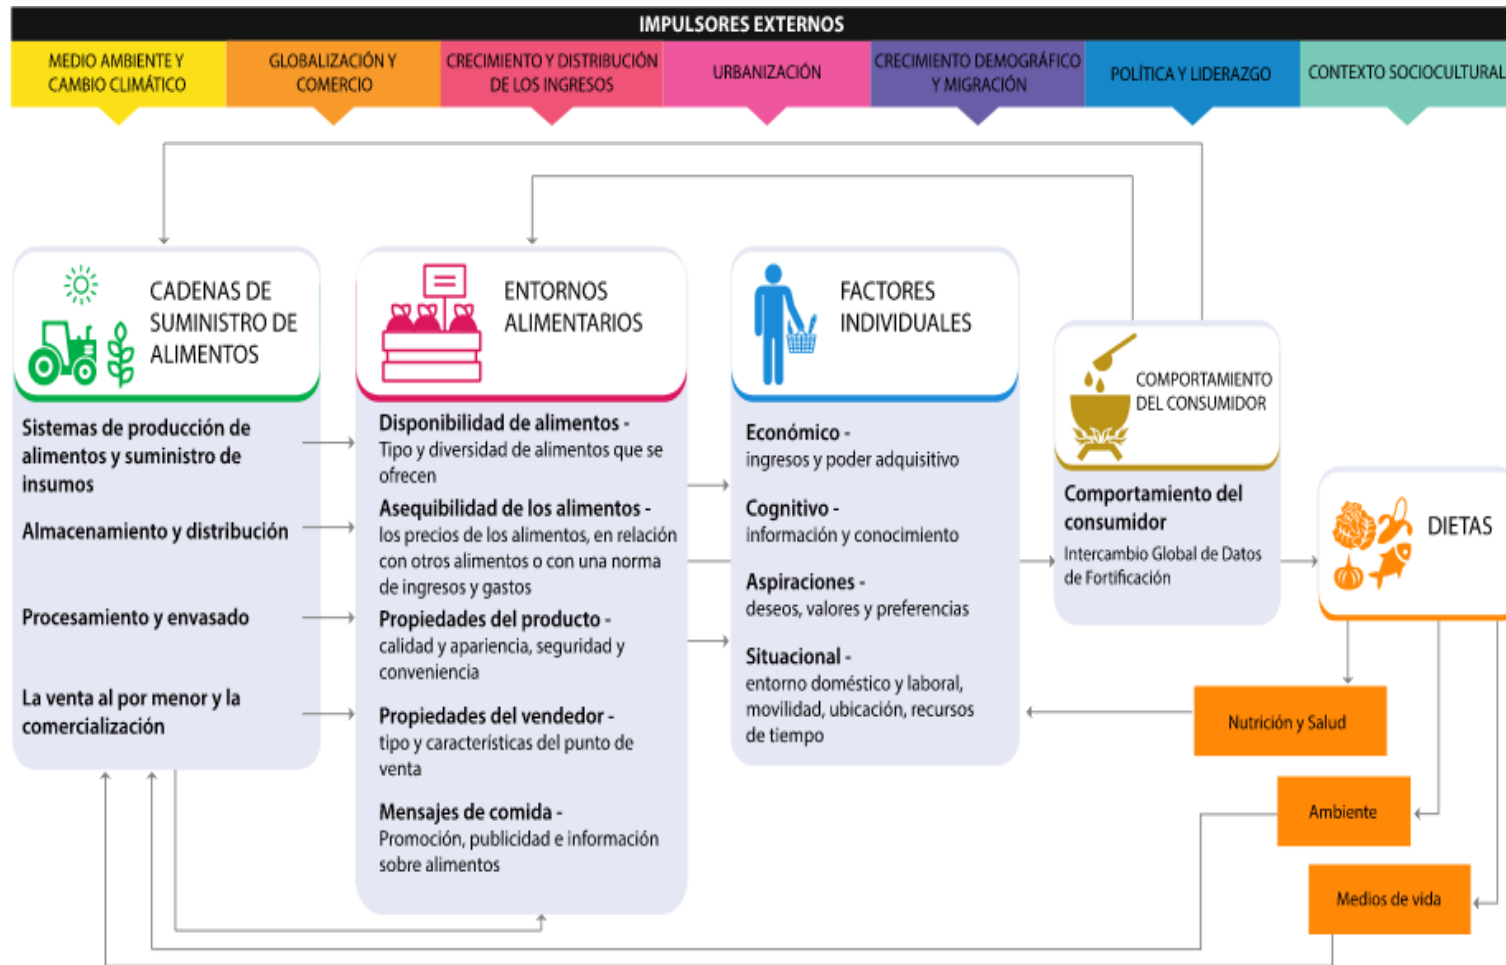 IMPULSORES EXTERNOS
MEDIO AMBIENTE Y
CAMBIO CLIMÁTICO
GLOBALIZACIÓN Y
COMERCIO
CRECIMIENTO Y DISTRIBUCIÓN
DE LOS INGRESOS
URBANIZACIÓN
CRECIMIENTO DEMOGRÁFICO
Y MIGRACIÓN
POLÍTICA Y LIDERAZGO
CONTEXTO SOCIOCULTURAL
CADENAS DE
SUMINISTRO DE
ALIMENTOS
Sistemas de producción de
alimentos y suministro de
insumos
Almacenamiento y distribución
Procesamiento y envasado
La venta al por menor y la
comercialización
ENTORNOS
ALIMENTARIOS
Disponibilidad de alimentos -
Tipo y diversidad de alimentos que se
ofrecen
Asequibilidad de los alimentos -
los precios de los alimentos, en relación
con otros alimentos o con una norma
de ingresos y gastos
Propiedades del producto -
calidad y apariencia, seguridad y
conveniencia
Propiedades del vendedor -
tipo y características del punto de
venta
Mensajes de comida -
Promoción, publicidad e información
sobre alimentos
FACTORES
INDIVIDUALES
Económico -
ingresos y poder adquisitivo
Cognitivo -
información y conocimiento
Aspiraciones -
deseos, valores y preferencias
Situacional -
entorno doméstico y laboral,
movilidad, ubicación, recursos
de tiempo
COMPORTAMIENTO
DEL CONSUMIDOR
Comportamiento del
consumidor
Intercambio Global de Datos
de Fortificación
DIETAS
Nutrición y Salud
Ambiente
Medios de vida